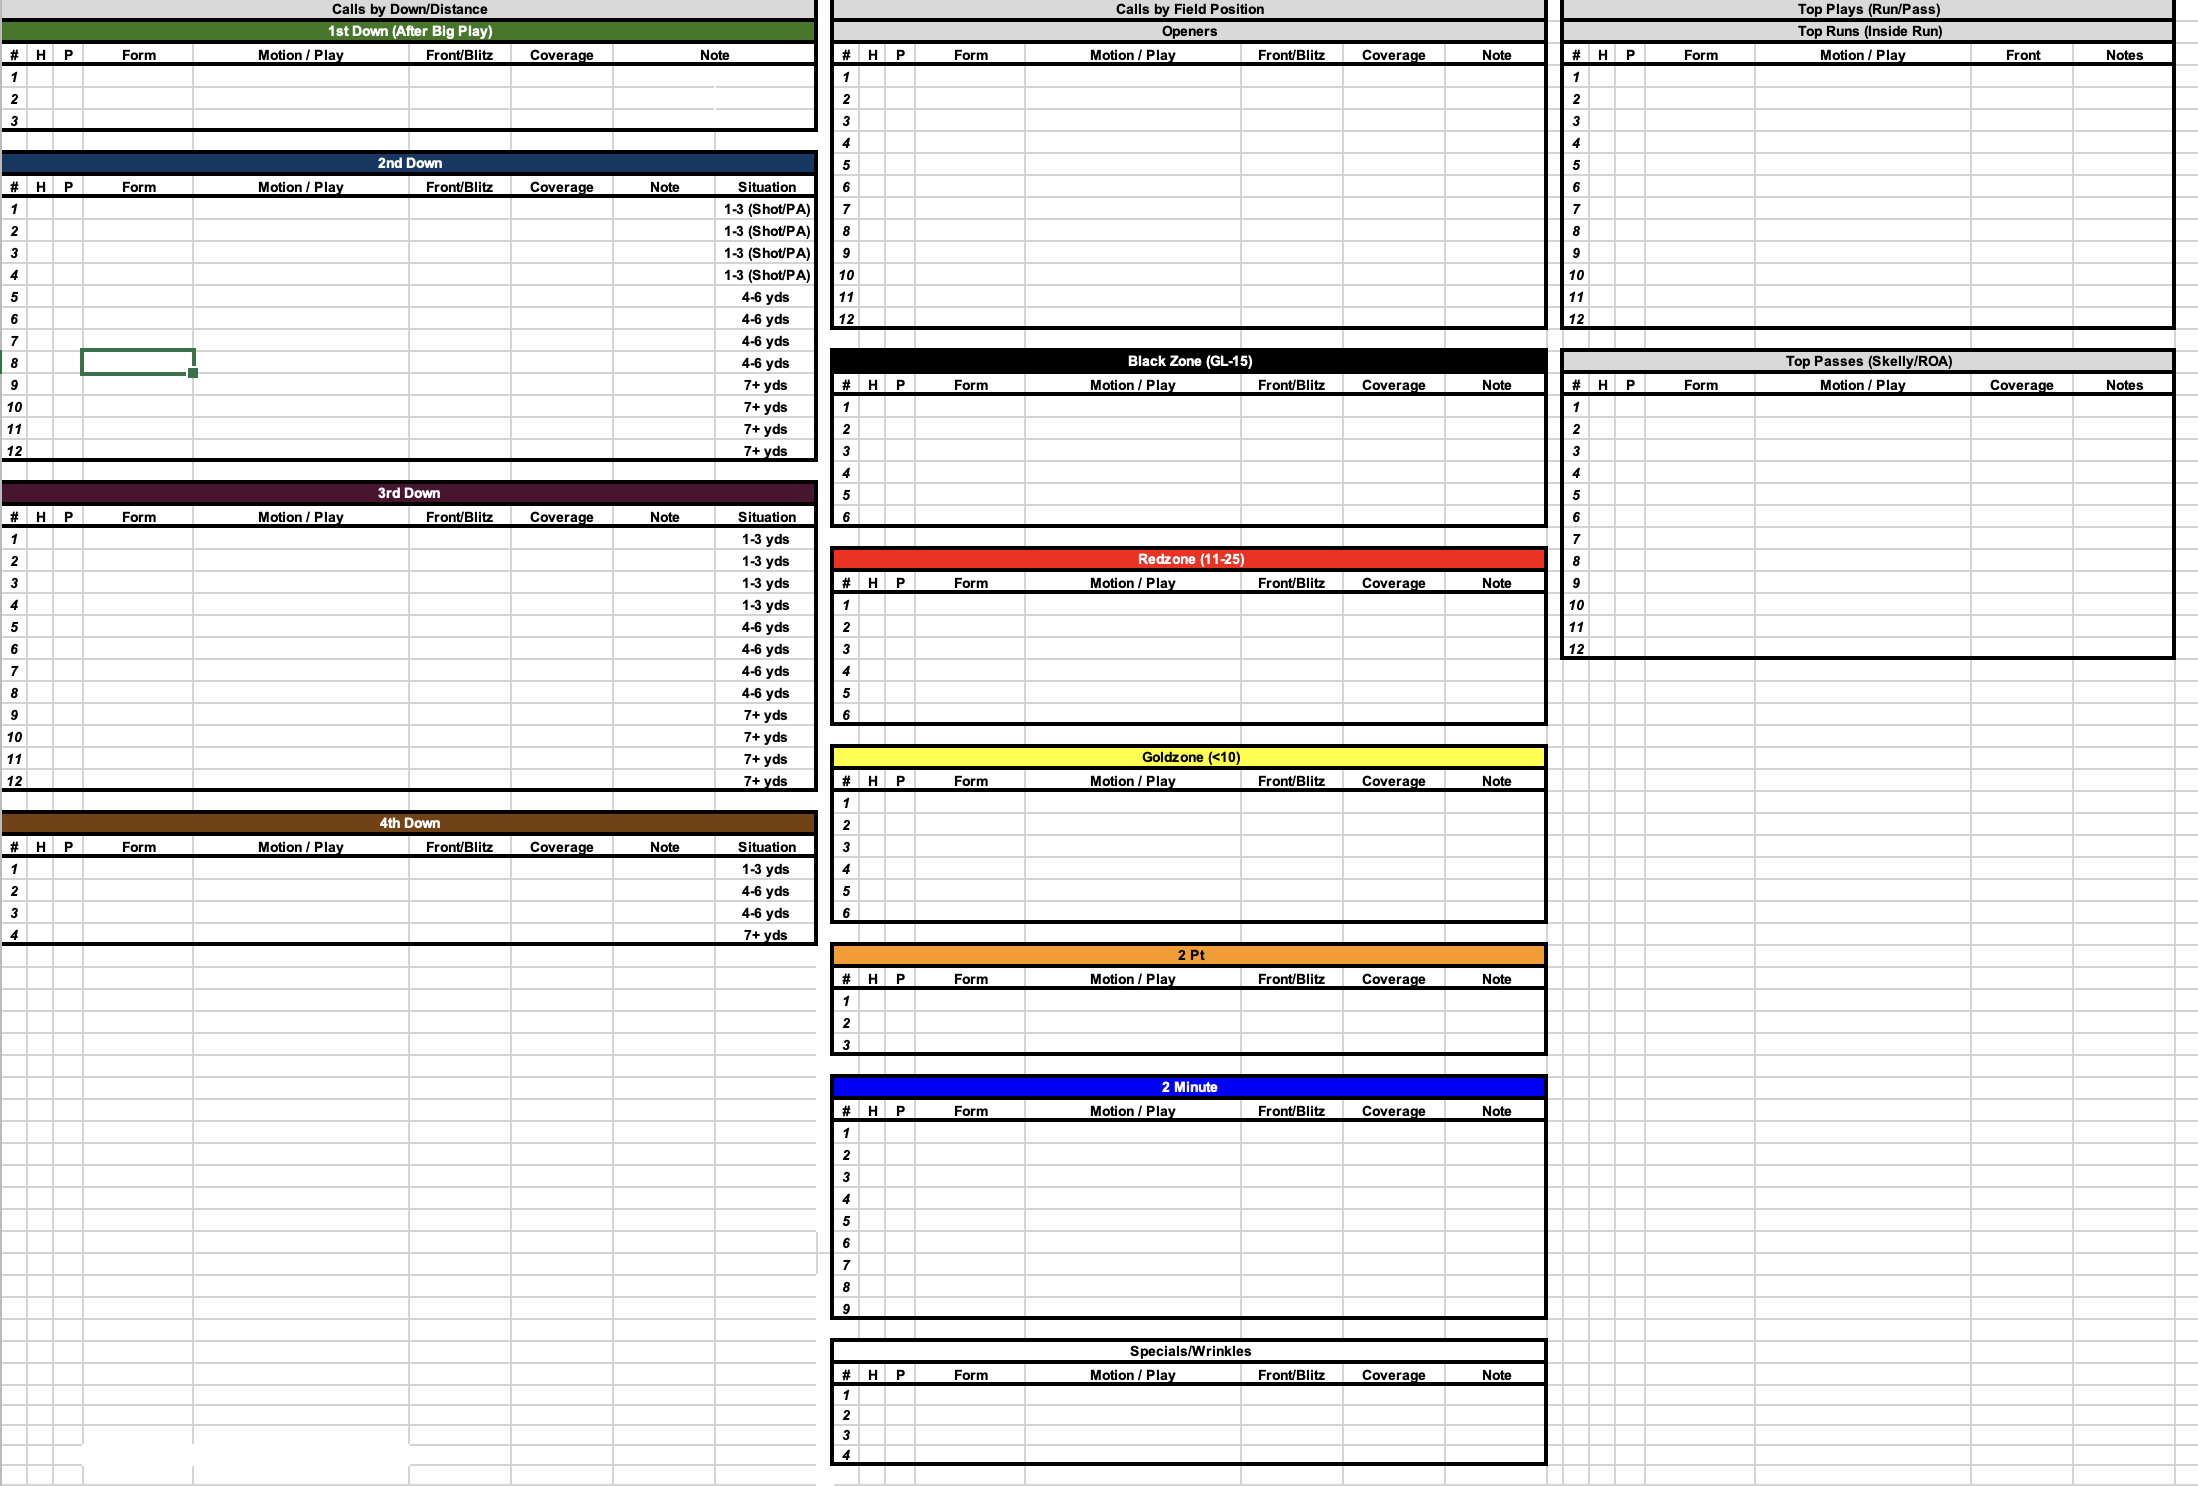 Calls by Down/Distance
1st Down (After Big Play)
# H P Form Motion / Play Front/Blitz Coverage Note
1
2
3
2nd Down
# H P Form Motion / Play Front/Blitz Coverage Note Situation
1 1-3 (Shot/PA)
2 1-3 (Shot/PA)
3 1-3 (Shot/PA)
4 1-3 (Shot/PA)
5 4-6 yds
6 4-6 yds
7 4-6 yds
8 4-6 yds
9 7+ yds
10 7+ yds
11 7+ yds
12 7+ yds
3rd Down
# H P Form Motion / Play Front/Blitz Coverage Note Situation
1 1-3 yds
2 1-3 yds
3 1-3 yds
4 1-3 yds
5 4-6 yds
6 4-6 yds
7 4-6 yds
8 4-6 yds
9 7+ yds
10 7+ yds
11 7+ yds
12 7+ yds
4th Down
# H P Form Motion / Play Front/Blitz Coverage Note Situation
1 1-3 yds
2 4-6 yds
3 4-6 yds
4 7+ yds
Calls by Field Position
Openers
# H P Form Motion / Play Front/Blitz Coverage Note
1
2
3
4
5
6
7
8
9
10
11
12
Black Zone (GL-15)
# H P Form Motion / Play Front/Blitz Coverage Note
1
2
3
4
5
6
Redzone (11-25)
# H P Form Motion / Play Front/Blitz Coverage Note
1
2
3
4
5
6
Goldzone (<10)
# H P Form Motion / Play Front/Blitz Coverage Note
1
2
3
4
5
6
2 Pt
# H P Form Motion / Play Front/Blitz Coverage Note
1
2
3
2 Minute
# H P Form Motion / Play Front/Blitz Coverage Note
1
2
3
4
5
6
7
8
9
Specials/Wrinkles
# H P Form Motion / Play Front/Blitz Coverage Note
1
2
3
4
Top Plays (Run/Pass)
Top Runs (Inside Run)
# H P Form Motion / Play Front Notes
1
2
3
4
5
6
7
8
9
10
11
12
Top Passes (Skelly/ROA)
# H P Form Motion / Play Coverage Notes
1
2
3
4
5
6
7
8
9
10
11
12